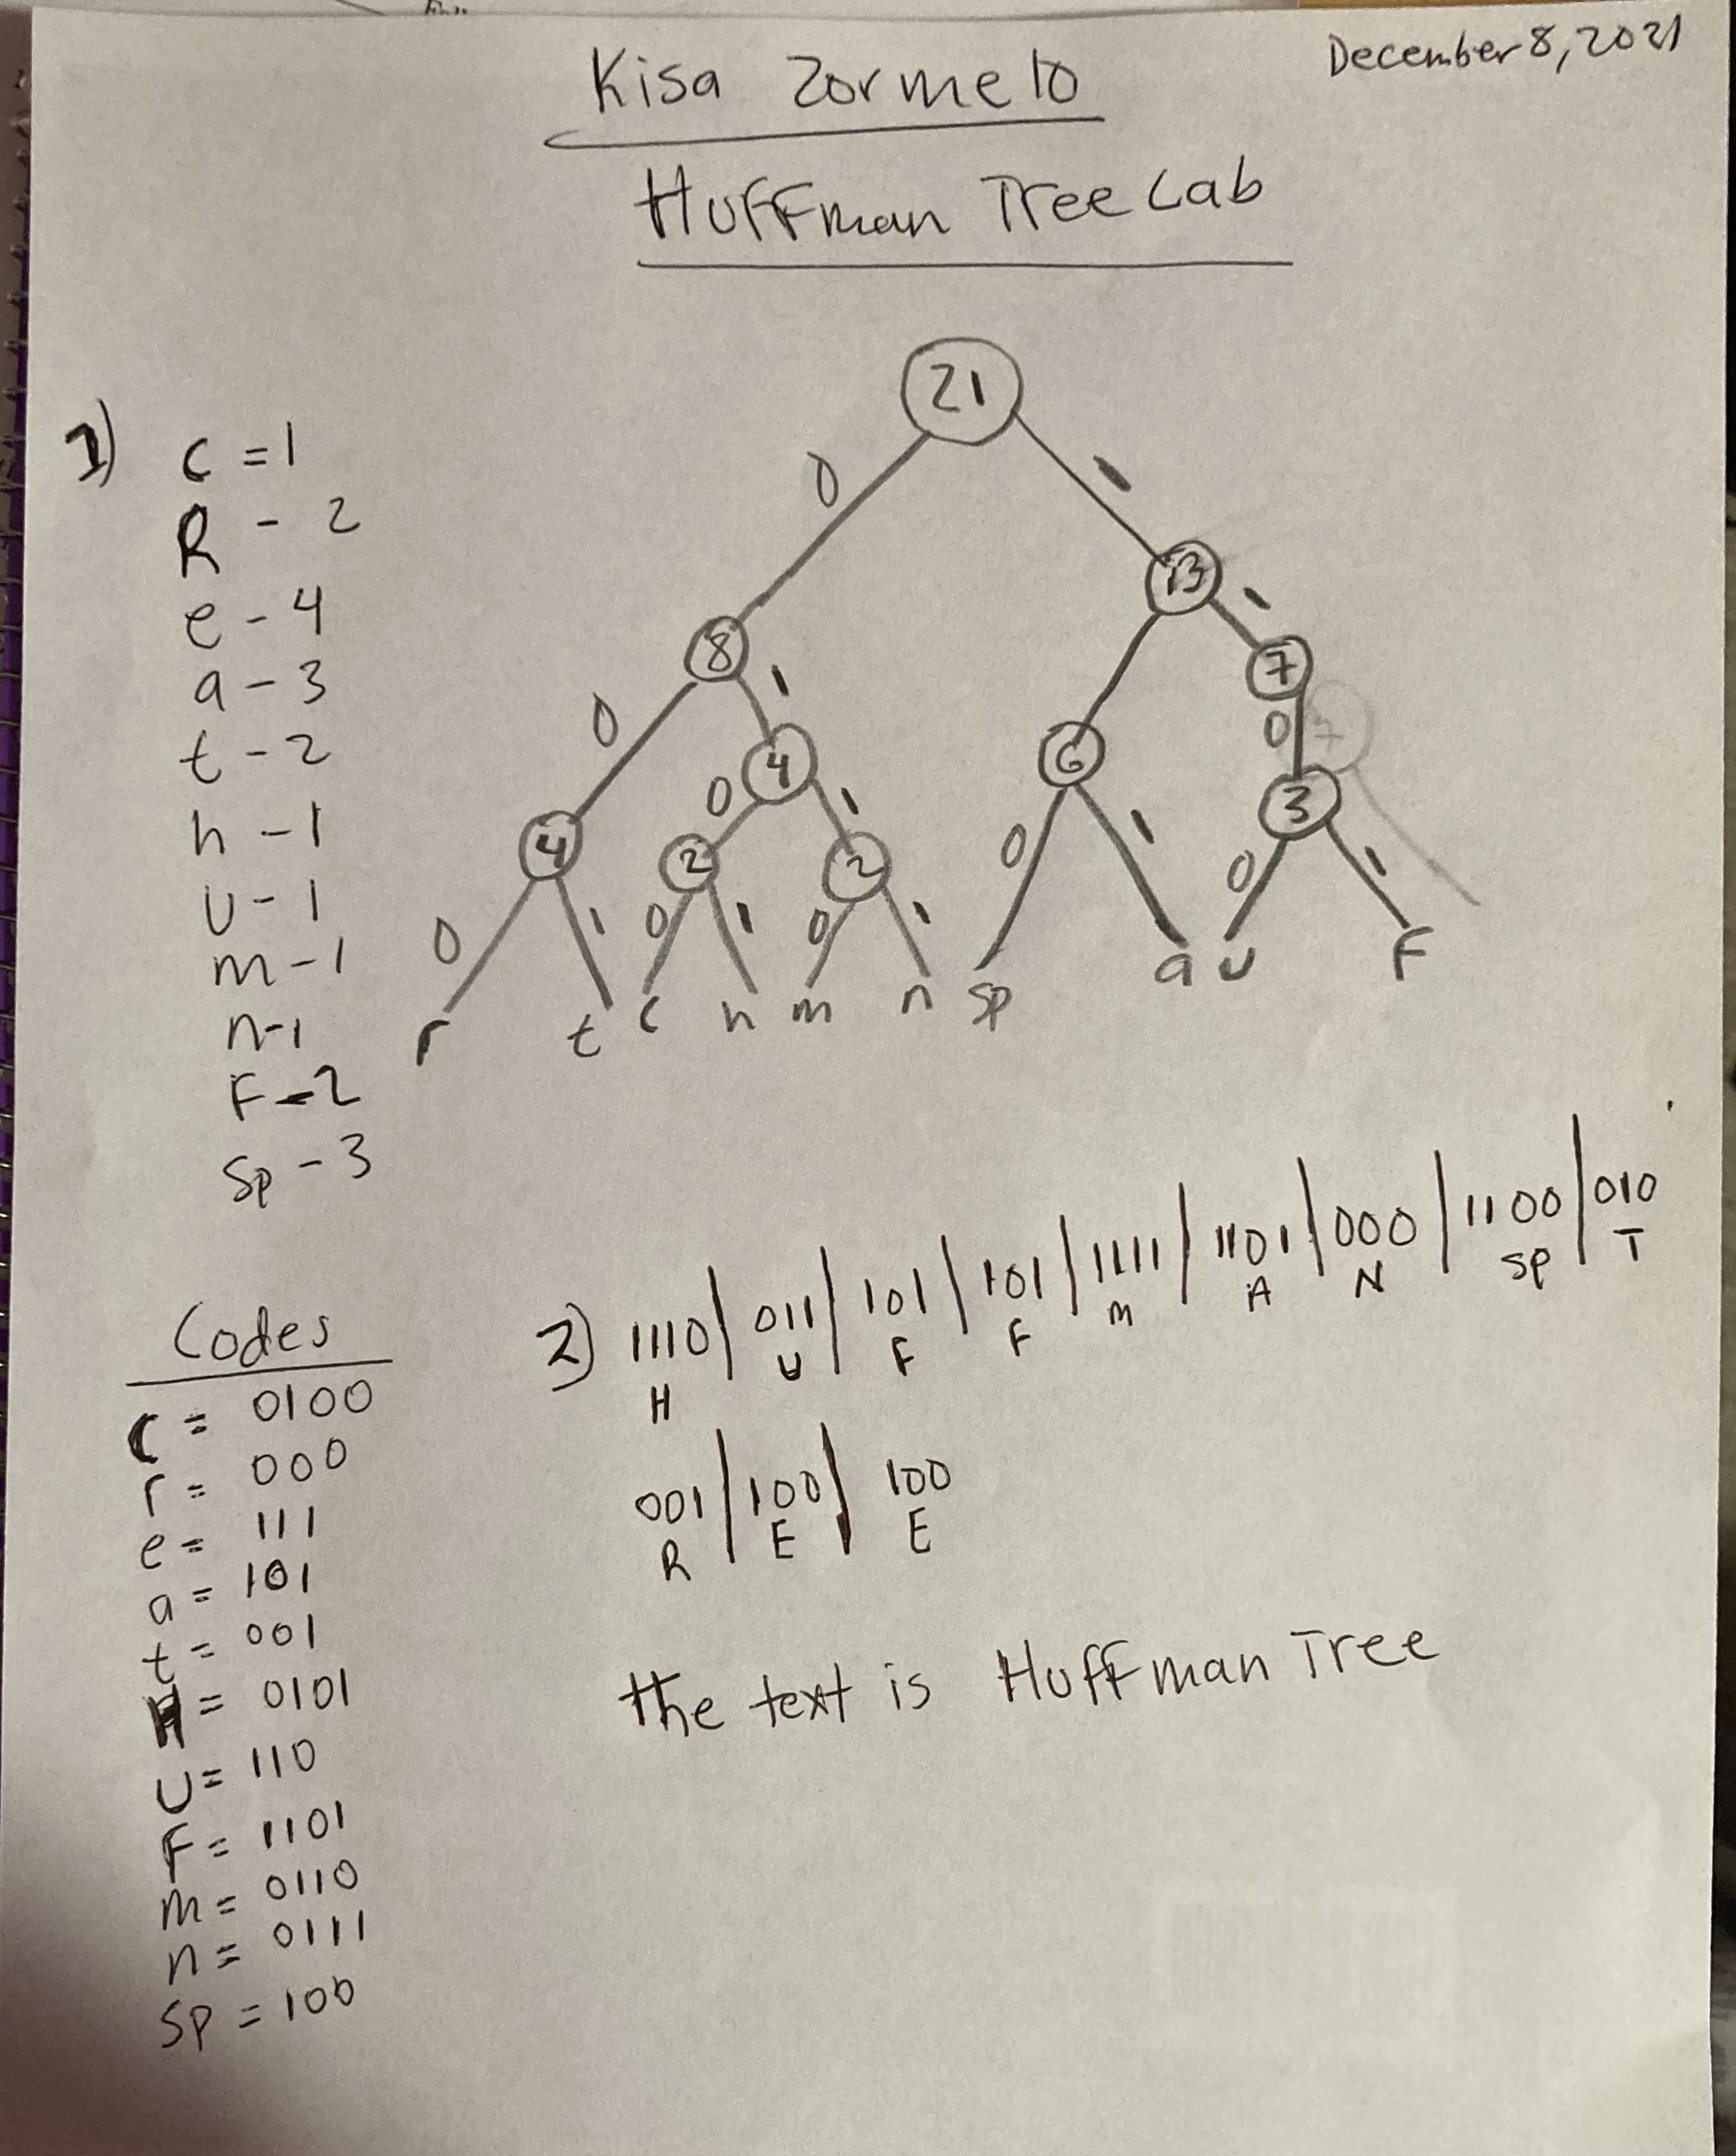 December 8, 2021
Kisa Zormelo
Huffman Tree Lab
1)
C = 1
R - 2
e - 4
a - 3
t - 2
h - 1
U - 1
m - 1
n - 1
F - 2
Sp - 3
21
0 1
13
8 1
7
0 1
4 6 0
0 1 3
4 2 2 0 1 0 1
0 1 0 1 0 1
r t c h m n sp a u F
Codes
C = 0100
r = 000
e = 111
a = 101
t = 001
H = 0101
U = 110
F = 1101
m = 0110
n = 0111
Sp = 100
2) 1110 | 011 | 101 | 101 | 1111 | 1101 | 000 | 1100 | 010
H U F F M A N SP T
001 | 100 | 100
R E E
the text is Huffman Tree